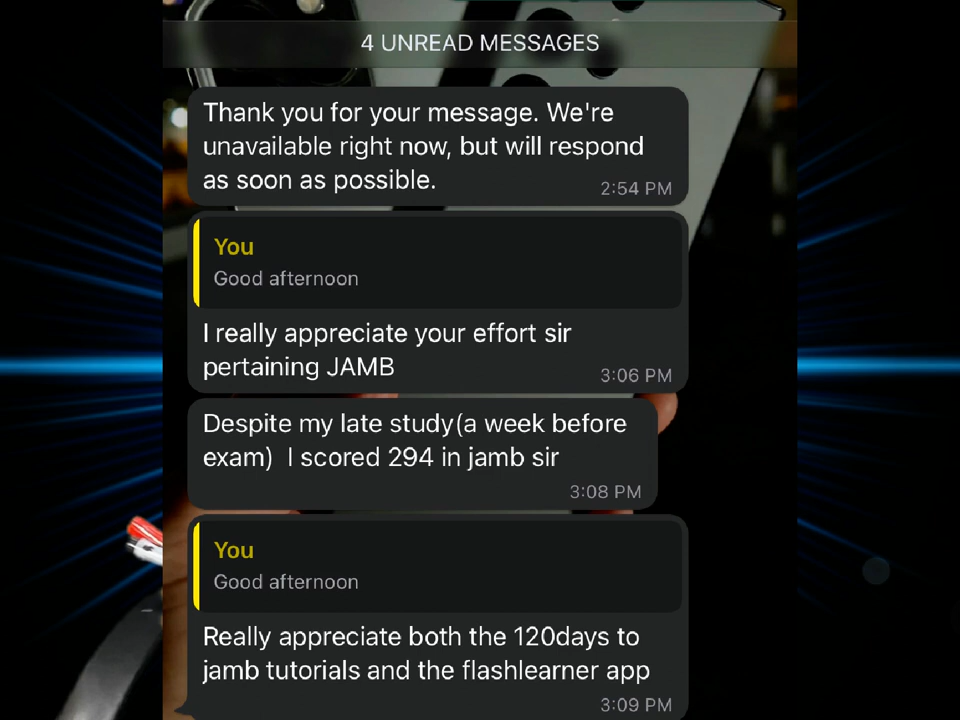 4 UNREAD MESSAGES
Thank you for your message. We're
unavailable right now, but will respond
as soon as possible.
2:54 PM
You
Good afternoon
I really appreciate your effort sir
pertaining JAMB
3:06 PM
Despite my late study(a week before
exam)  I scored 294 in jamb sir
3:08 PM
You
Good afternoon
Really appreciate both the 120days to
jamb tutorials and the flashlearner app
3:09 PM